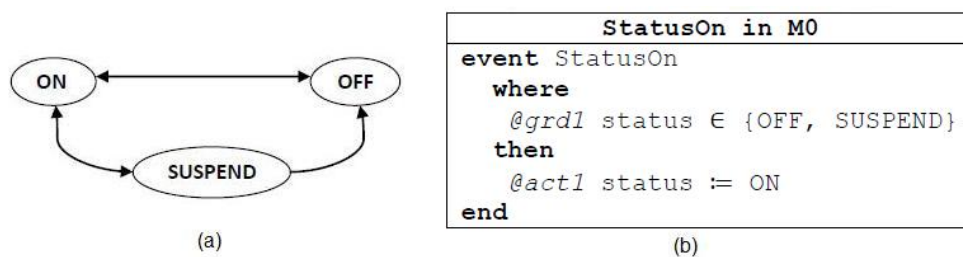 ON
OFF
SUSPEND
(a)
StatusOn in M0
event StatusOn
where
@grd1 status ∈ {OFF, SUSPEND}
then
@act1 status ≔ ON
end
(b)